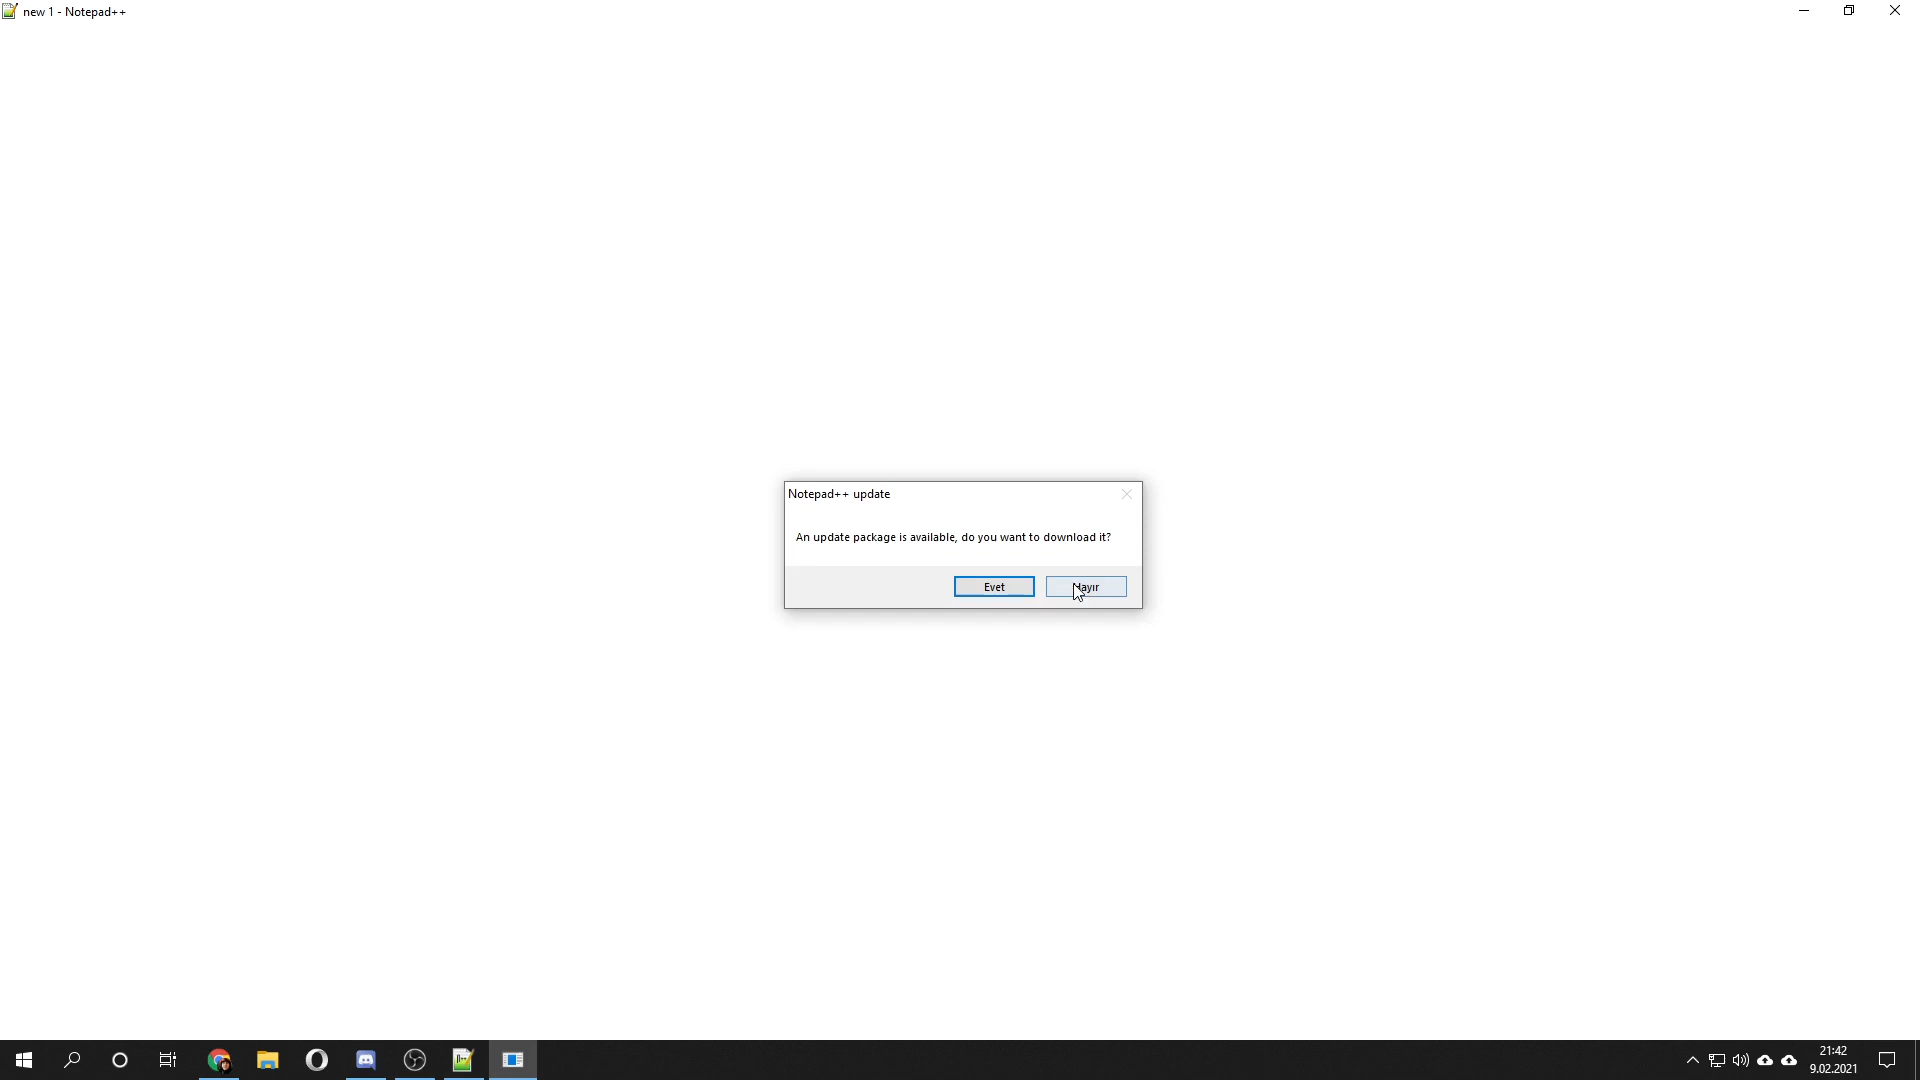 new 1 - Notepad++
Notepad++ update
An update package is available, do you want to download it?
Evet
21:42
9.02.2021